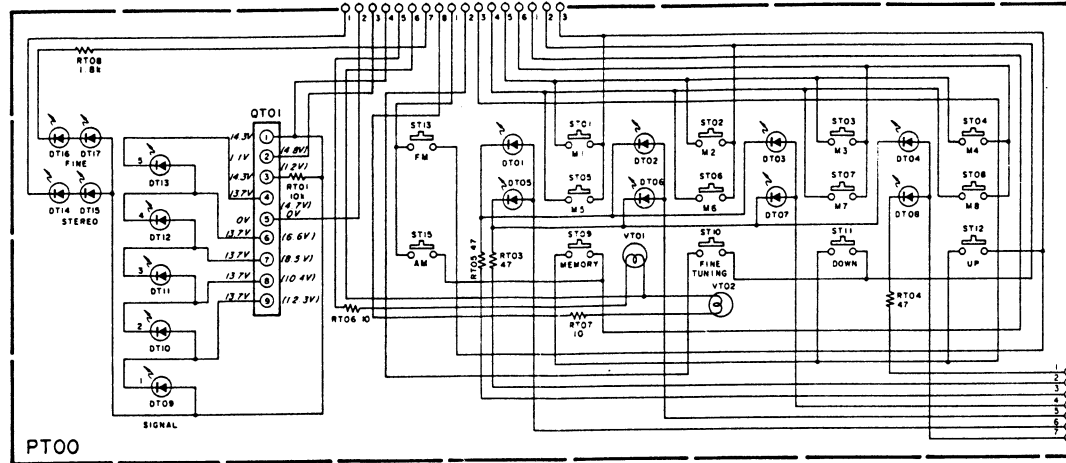 1 2 3 4 5 6 7 8 1 2 3 4 5 6 1 2 3
RT08
1.8k
DT16 DT17
FINE
DT14 DT15
STEREO
5
DT13
4
DT12
3
DT11
2
DT10
1
DT09
SIGNAL
QT01
14.3V 1
1.1V 2 (4.8V)
(1.2V)
14.3V 3 RT01
10k
13.7V 4 (4.7V)
0V 5 0V
13.7V 6 (6.6V)
13.7V 7 (8.5V)
13.7V 8 (10.4V)
13.7V 9 (12.3V)
ST13
FM
ST15
AM
DT01
DT05
ST01
M1
ST05
M5
DT02
DT06
ST02
M2
ST06
M6
DT03
DT07
ST03
M3
ST07
M7
DT04
DT08
ST04
M4
ST08
M8
RT05 47
RT03
47
ST09
MEMORY
VT01
ST10
FINE
TUNING
VT02
ST11
DOWN
ST12
UP
RT04
47
RT06 10
RT07
10
1
2
3
4
5
6
7
PT00